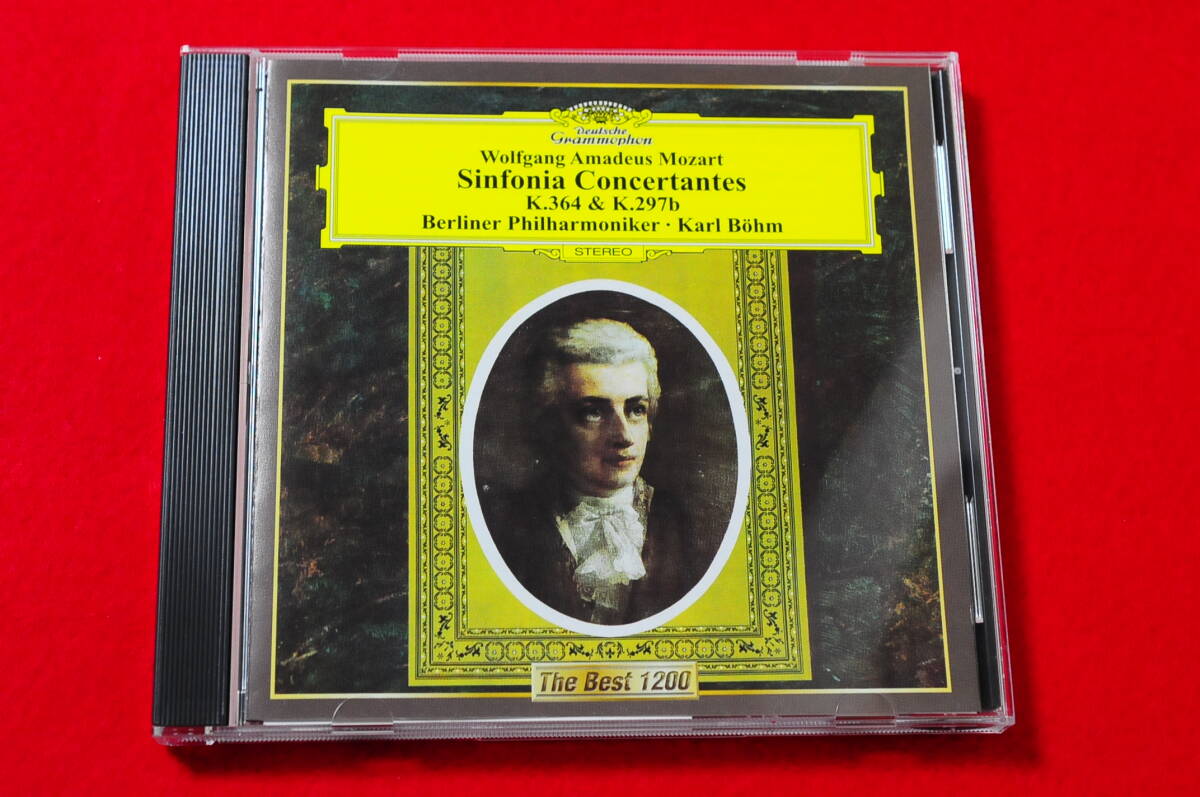 Deutsche
Grammophon
Wolfgang Amadeus Mozart
Sinfonia Concertantes
K.364 & K.297b
Berliner Philharmoniker · Karl Böhm
STEREO
The Best 1200